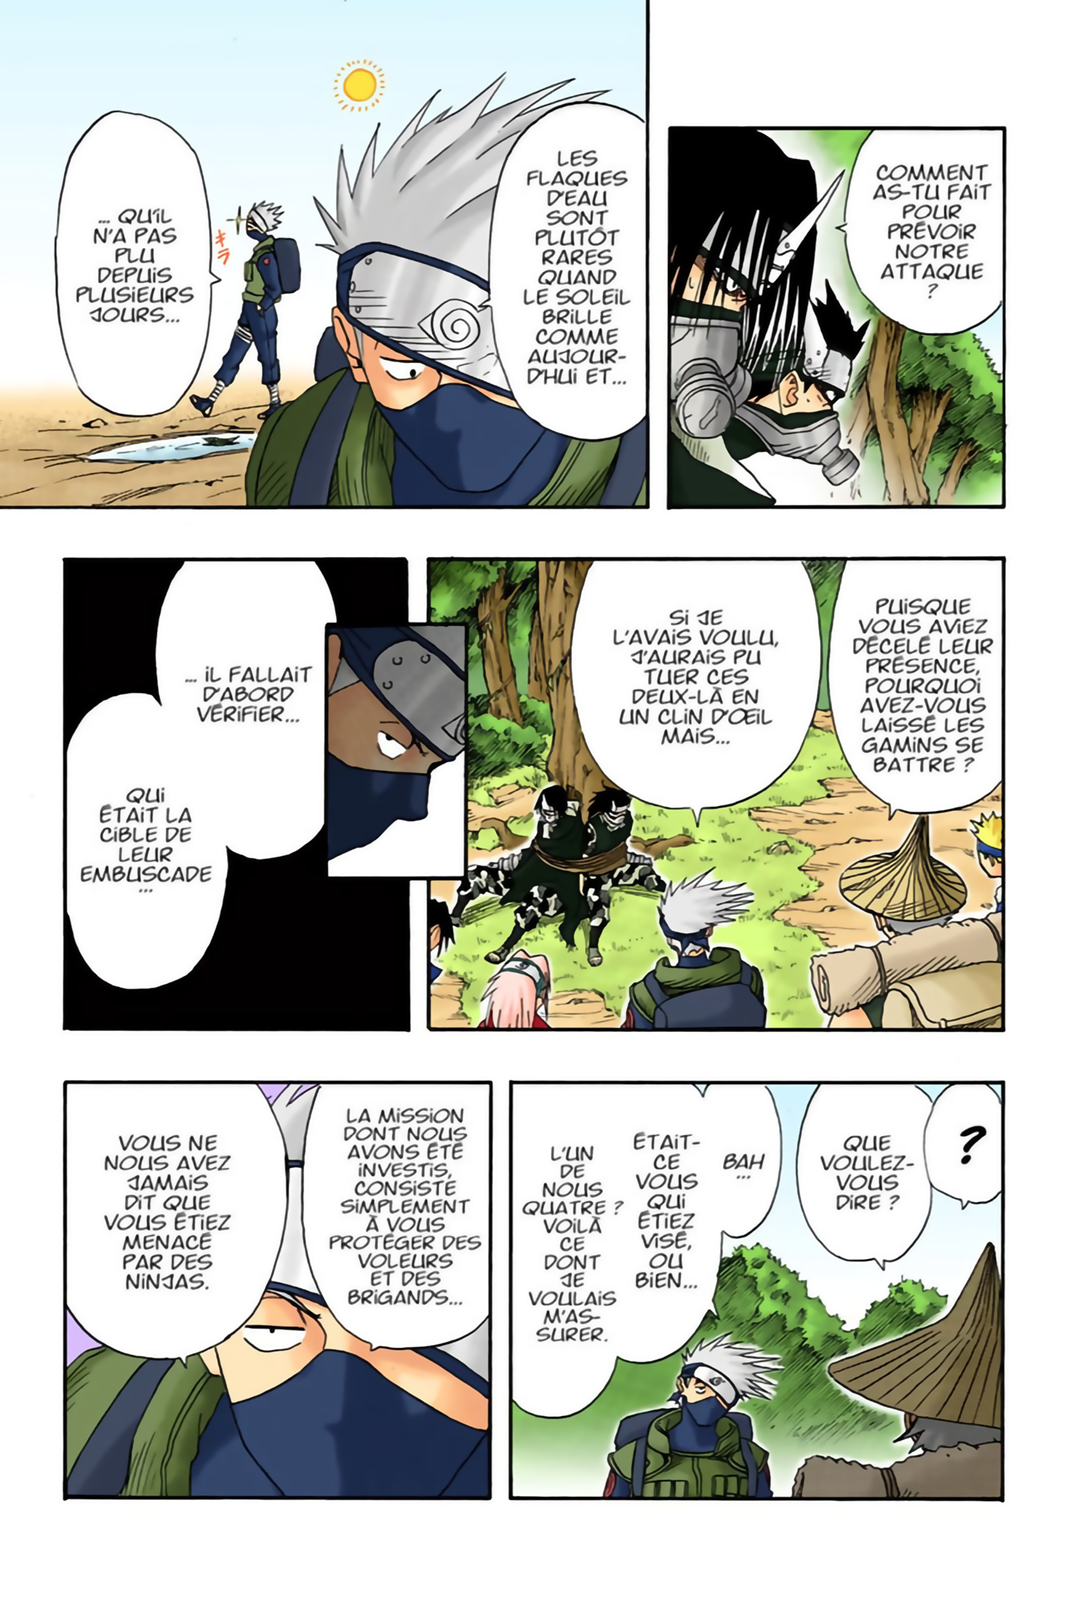 COMMENT
AS-TU FAIT
POUR
PRÉVOIR
NOTRE
ATTAQUE
?
LES
FLAQUES
D'EAU
SONT
PLUTÔT
RARES
QUAND
LE SOLEIL
BRILLE
COMME
AUJOUR-
D'HUI ET...
... QU'IL
N'A PAS
PLU
DEPUIS
PLUSIEURS
JOURS...
キラ
PUISQUE
VOUS AVIEZ
DÉCELÉ LEUR
PRÉSENCE,
POURQUOI
AVEZ-VOUS
LAISSÉ LES
GAMINS SE
BATTRE ?
SI JE
L'AVAIS VOULU,
J'AURAIS PU
TUER CES
DEUX-LÀ EN
UN CLIN D'ŒIL
MAIS...
... IL FALLAIT
D'ABORD
VÉRIFIER...
QUI
ÉTAIT LA
CIBLE DE
LEUR
EMBUSCADE
...
?
QUE
VOULEZ-
VOUS
DIRE ?
BAH
...
ÉTAIT-
CE
VOUS
QUI
ÉTIEZ
VISÉ,
OU
BIEN...
L'UN
DE
NOUS
QUATRE ?
VOILÀ
CE
DONT
JE
VOULAIS
M'AS-
SURER.
LA MISSION
DONT NOUS
AVONS ÉTÉ
INVESTIS,
CONSISTE
SIMPLEMENT
À VOUS
PROTÉGER DES
VOLEURS
ET DES
BRIGANDS...
VOUS NE
NOUS AVEZ
JAMAIS
DIT QUE
VOUS ÉTIEZ
MENACÉ
PAR DES
NINJAS.